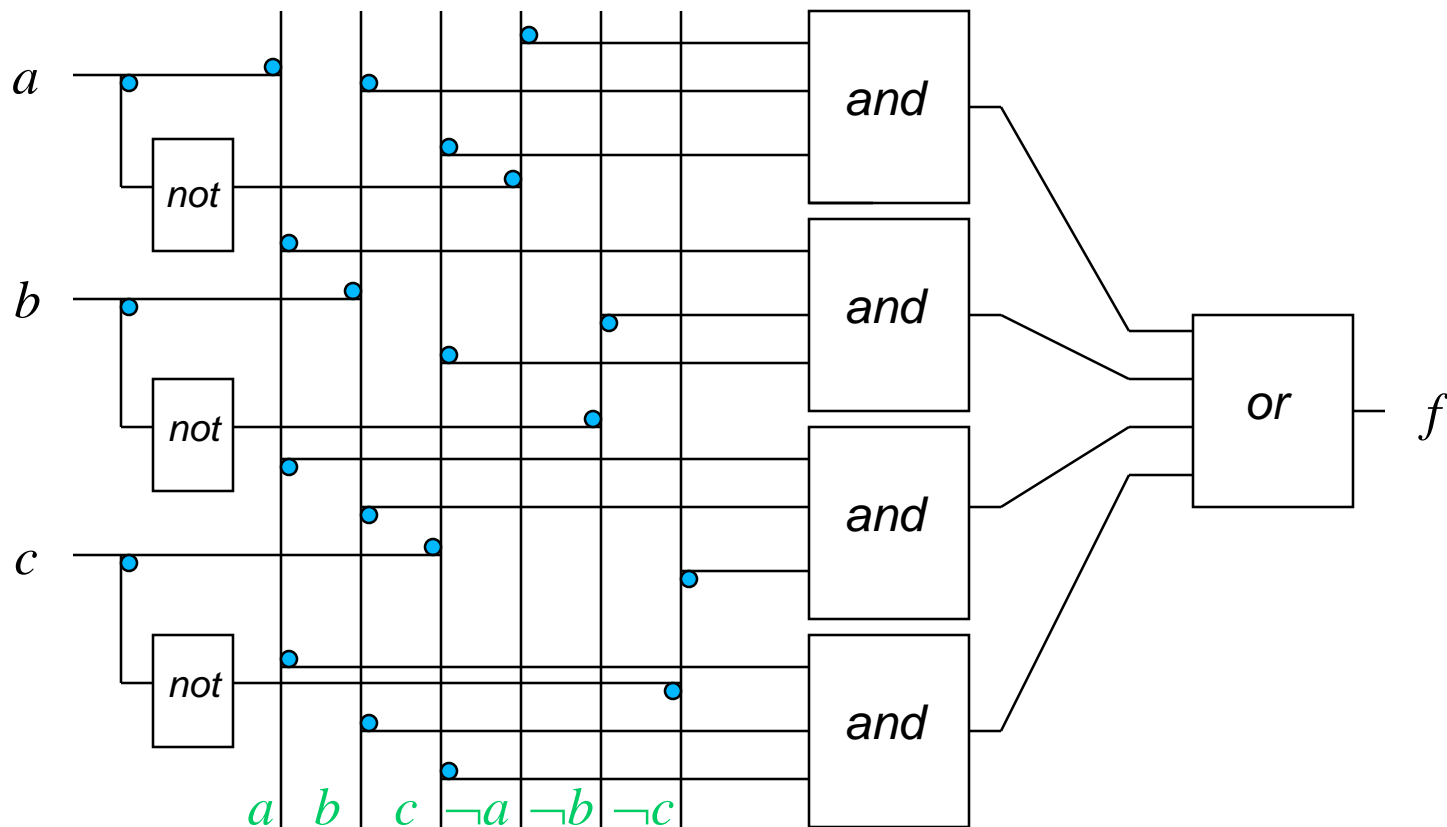 a
and
not
b
and
not
or
f
and
c
not
and
a b c ¬a ¬b ¬c